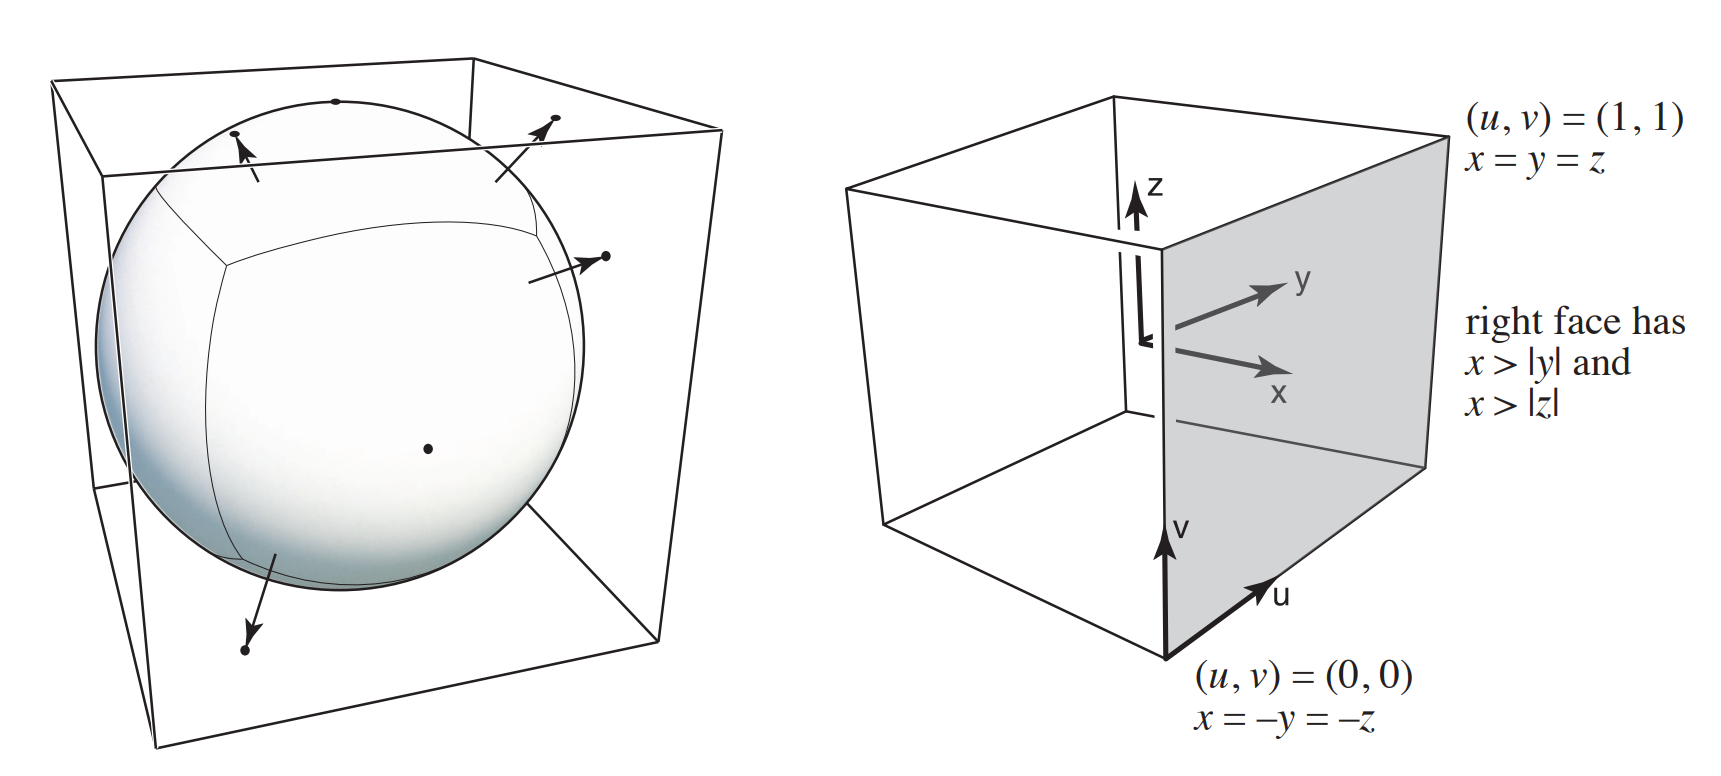 (u, v) = (1, 1)
x = y = z
z
y
x
right face has
x > |y| and
x > |z|
v
u
(u, v) = (0, 0)
x = –y = –z